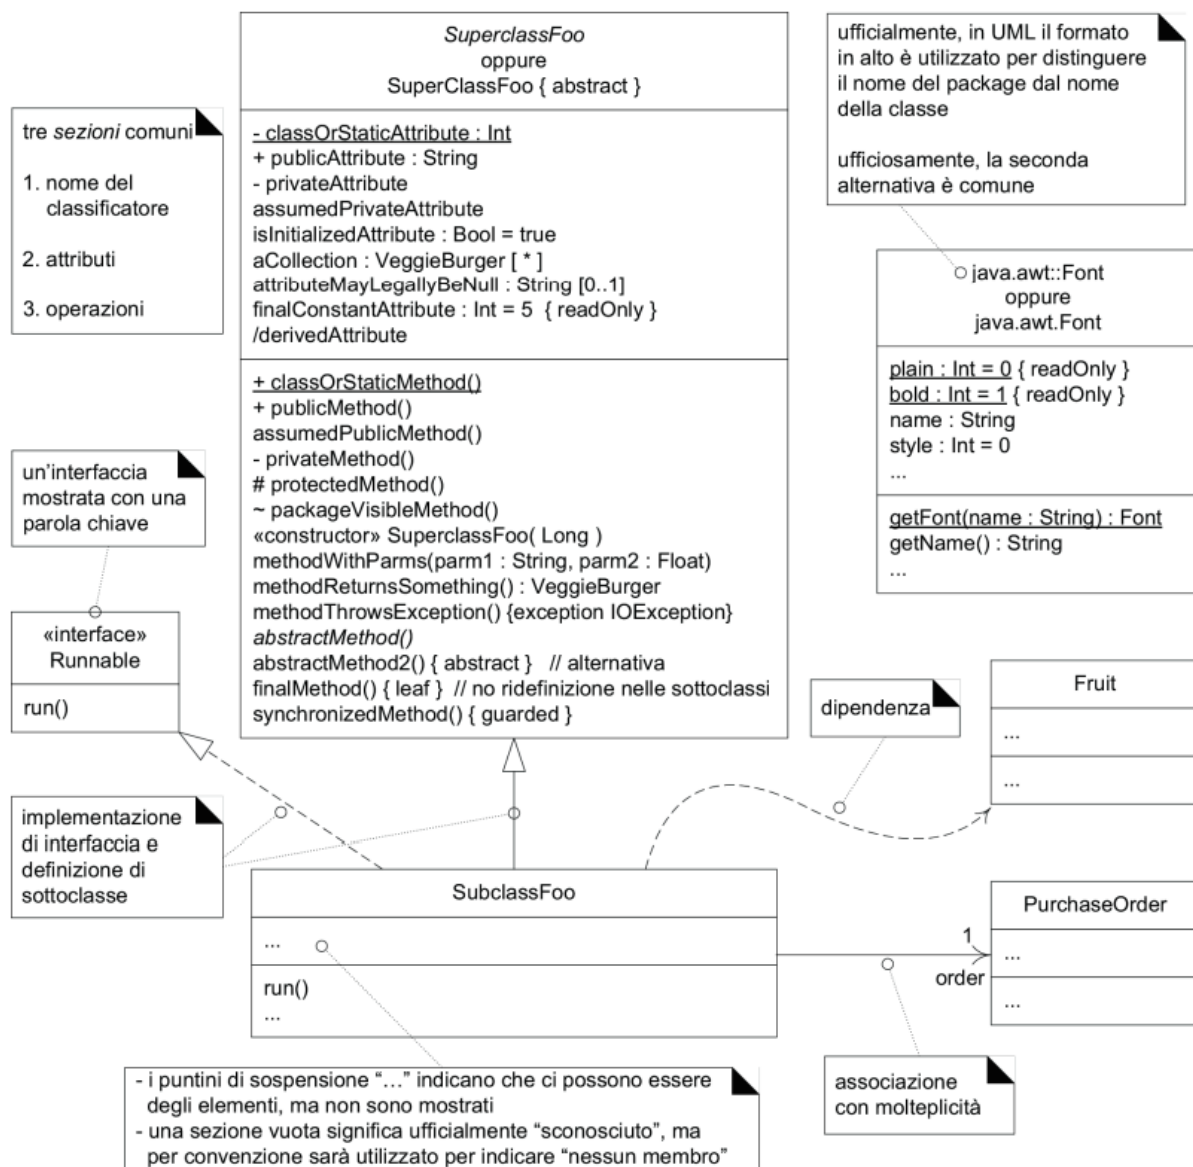 SuperclassFoo
oppure
SuperClassFoo { abstract }
- classOrStaticAttribute : Int
+ publicAttribute : String
- privateAttribute
assumedPrivateAttribute
isInitializedAttribute : Bool = true
aCollection : VeggieBurger [ * ]
attributeMayLegallyBeNull : String [0..1]
finalConstantAttribute : Int = 5 { readOnly }
/derivedAttribute
+ classOrStaticMethod()
+ publicMethod()
assumedPublicMethod()
- privateMethod()
# protectedMethod()
~ packageVisibleMethod()
«constructor» SuperclassFoo( Long )
methodWithParms(parm1 : String, parm2 : Float)
methodReturnsSomething() : VeggieBurger
methodThrowsException() {exception IOException}
abstractMethod()
abstractMethod2() { abstract } // alternativa
finalMethod() { leaf } // no ridefinizione nelle sottoclassi
synchronizedMethod() { guarded }
tre sezioni comuni
1. nome del
classificatore
2. attributi
3. operazioni
ufficialmente, in UML il formato
in alto è utilizzato per distinguere
il nome del package dal nome
della classe
ufficiosamente, la seconda
alternativa è comune
java.awt::Font
oppure
java.awt.Font
plain : Int = 0 { readOnly }
bold : Int = 1 { readOnly }
name : String
style : Int = 0
...
getFont(name : String) : Font
getName() : String
...
un'interfaccia
mostrata con una
parola chiave
«interface»
Runnable
run()
dipendenza
Fruit
...
...
implementazione
di interfaccia e
definizione di
sottoclasse
SubclassFoo
...
run()
...
1
order
PurchaseOrder
...
...
associazione
con molteplicità
- i puntini di sospensione “...” indicano che ci possono essere
degli elementi, ma non sono mostrati
- una sezione vuota significa ufficialmente “sconosciuto”, ma
per convenzione sarà utilizzato per indicare “nessun membro”